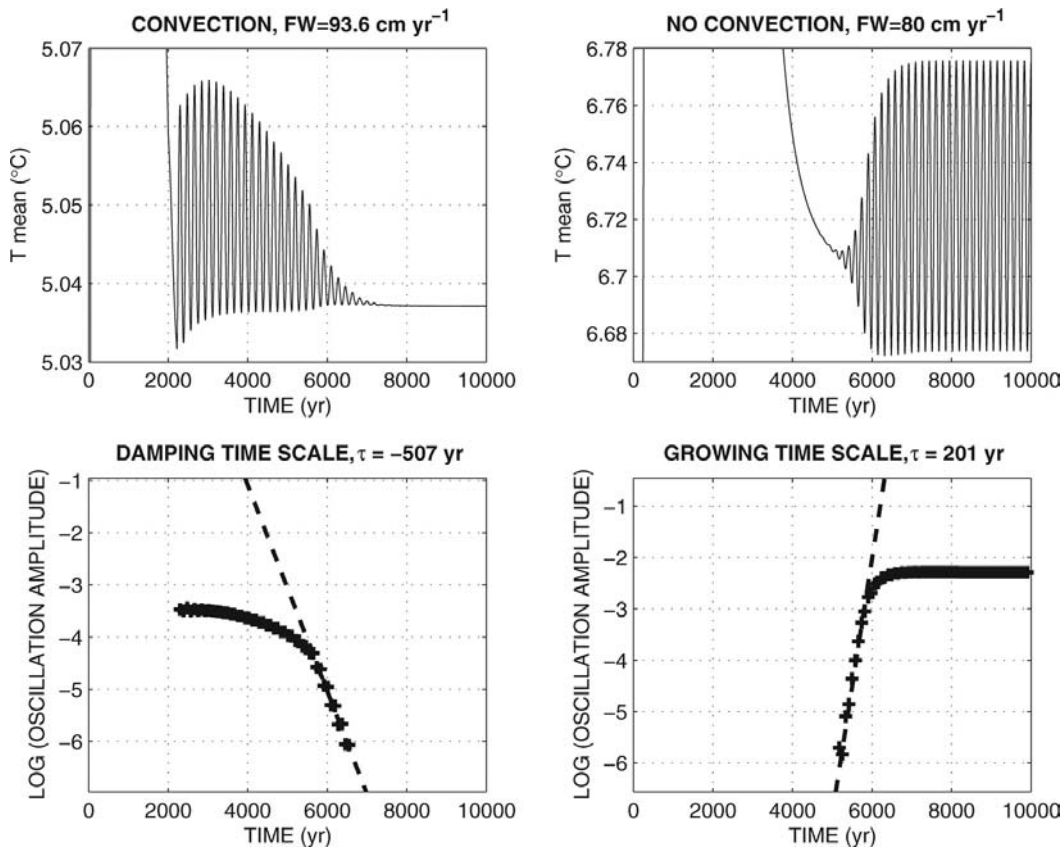 CONVECTION, FW=93.6 cm yr⁻¹
5.07
5.06
5.05
5.04
5.03
T mean (°C)
0 2000 4000 6000 8000 10000
TIME (yr)
NO CONVECTION, FW=80 cm yr⁻¹
6.78
6.76
6.74
6.72
6.7
6.68
T mean (°C)
0 2000 4000 6000 8000 10000
TIME (yr)
DAMPING TIME SCALE, τ = −507 yr
−1
−2
−3
−4
−5
−6
LOG (OSCILLATION AMPLITUDE)
0 2000 4000 6000 8000 10000
TIME (yr)
GROWING TIME SCALE, τ = 201 yr
−1
−2
−3
−4
−5
−6
LOG (OSCILLATION AMPLITUDE)
0 2000 4000 6000 8000 10000
TIME (yr)